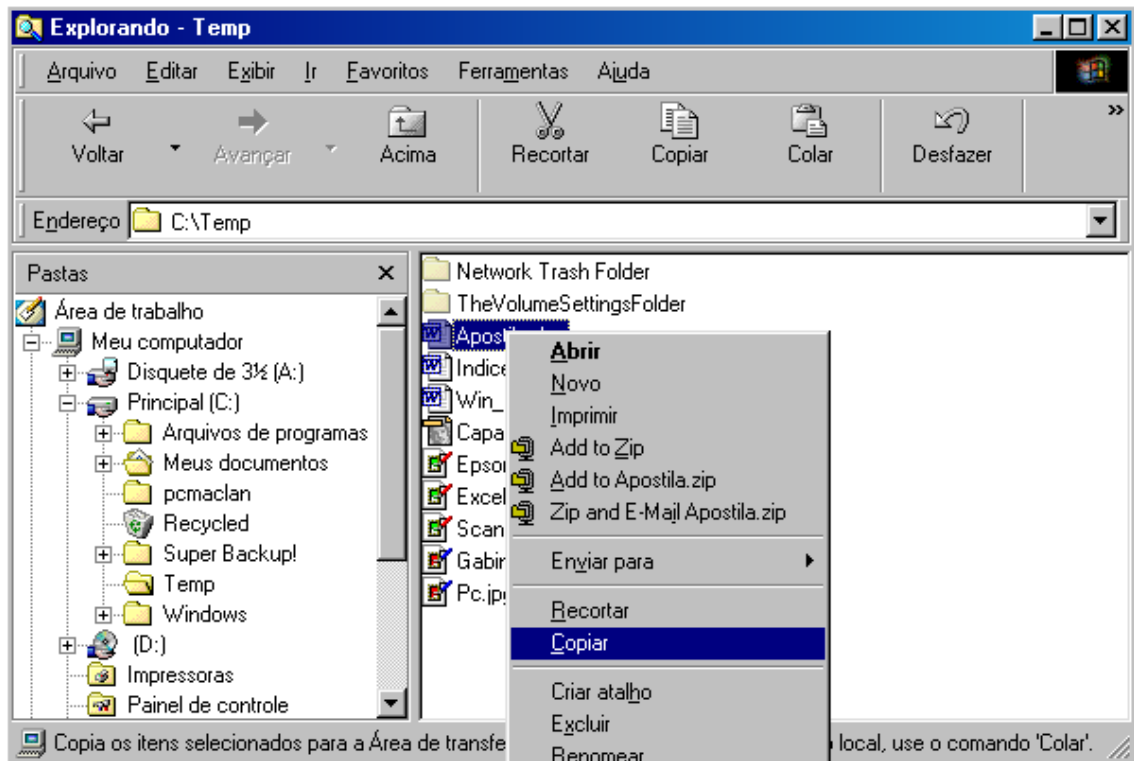 Explorando - Temp
Arquivo Editar Exibir Ir Favoritos Ferramentas Ajuda
Voltar Avançar Acima Recortar Copiar Colar Desfazer »
Endereço C:\Temp
Pastas
Área de trabalho
Meu computador
Disquete de 3½ (A:)
Principal (C:)
Arquivos de programas
Meus documentos
pcmaclan
Recycled
Super Backup!
Temp
Windows
(D:)
Impressoras
Painel de controle
Network Trash Folder
TheVolumeSettingsFolder
Apos
Indice
Win_
Capa
Epson
Excel
Scan
Gabin
Pc.jp
Abrir
Novo
Imprimir
Add to Zip
Add to Apostila.zip
Zip and E-Mail Apostila.zip
Enviar para
Recortar
Copiar
Criar atalho
Excluir
Renomear
Copia os itens selecionados para a Área de transfe local, use o comando 'Colar'.